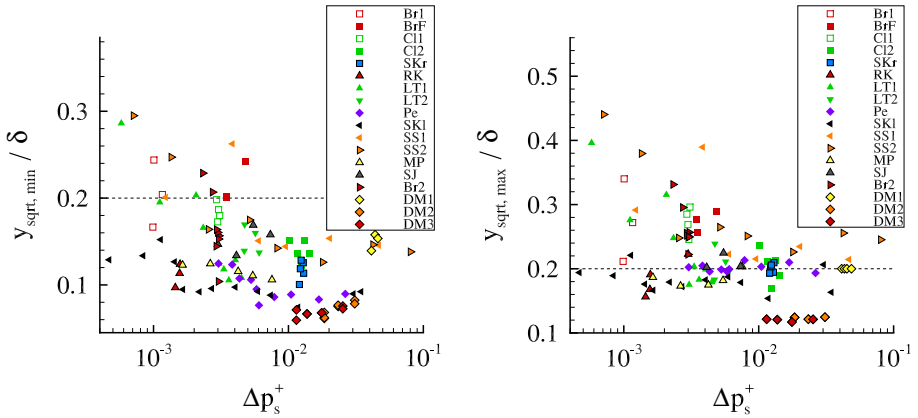 y_sqrt, min / δ
0.3
0.2
0.1
10^-3
10^-2
10^-1
Δp_s^+
Br1
BrF
Cl1
Cl2
SKr
RK
LT1
LT2
Pe
SKl
SS1
SS2
MP
SJ
Br2
DM1
DM2
DM3
y_sqrt, max / δ
0.5
0.4
0.3
0.2
0.1
10^-3
10^-2
10^-1
Δp_s^+
Br1
BrF
Cl1
Cl2
SKr
RK
LT1
LT2
Pe
SKl
SS1
SS2
MP
SJ
Br2
DM1
DM2
DM3